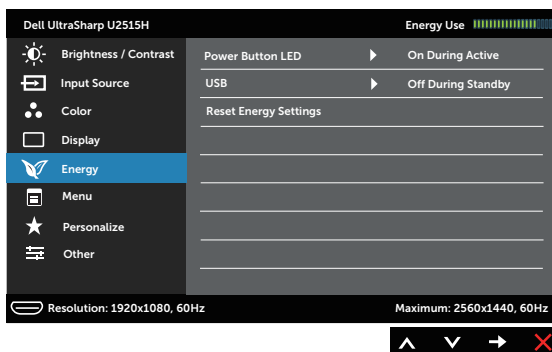 Dell UltraSharp U2515H
Energy Use
Brightness / Contrast
Input Source
Color
Display
Energy
Menu
Personalize
Other
Power Button LED
On During Active
USB
Off During Standby
Reset Energy Settings
Resolution: 1920x1080, 60Hz
Maximum: 2560x1440, 60Hz